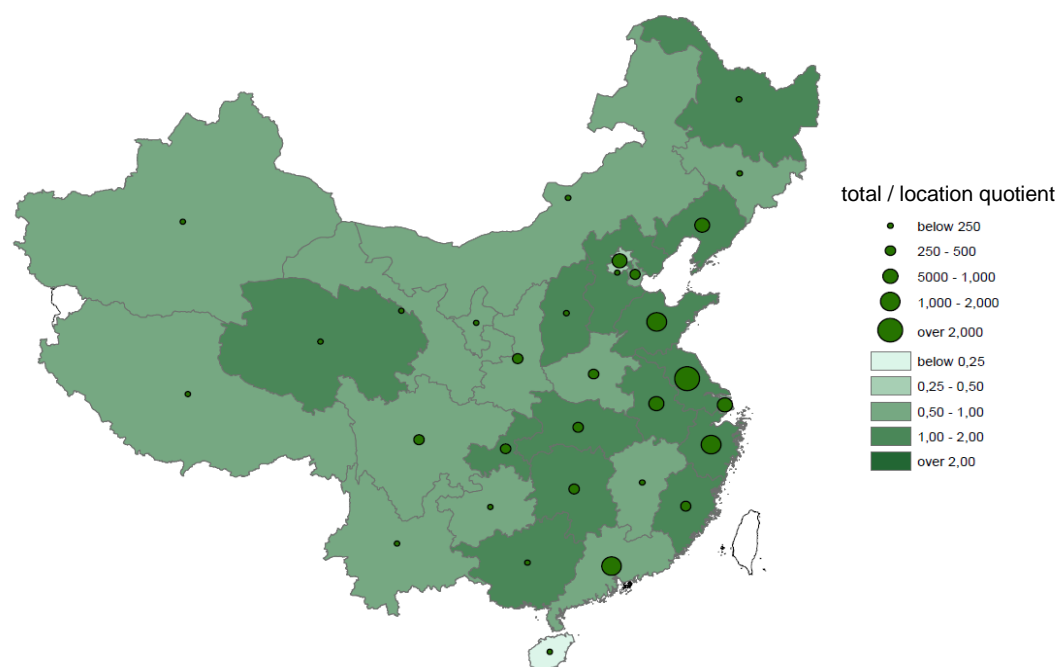 total / location quotient
below 250
250 - 500
5000 - 1,000
1,000 - 2,000
over 2,000
below 0,25
0,25 - 0,50
0,50 - 1,00
1,00 - 2,00
over 2,00